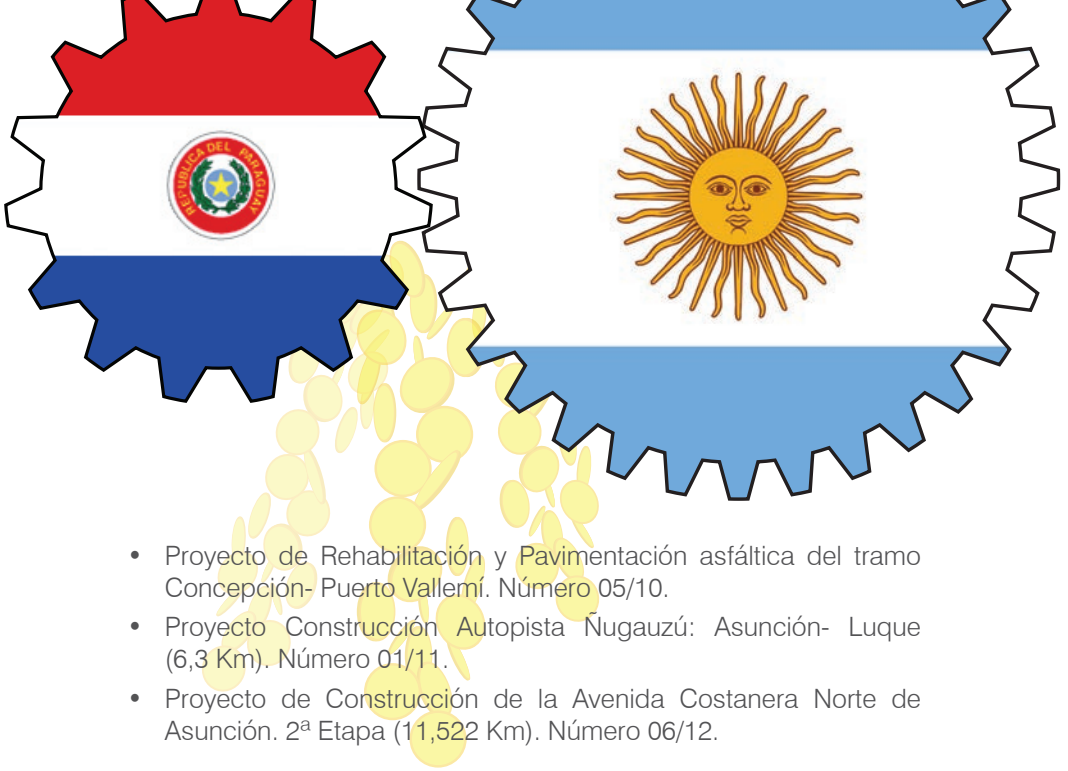 REPUBLICA DEL PARAGUAY
• Proyecto de Rehabilitación y Pavimentación asfáltica del tramo
Concepción- Puerto Vallemí. Número 05/10.
• Proyecto Construcción Autopista Ñugauzú: Asunción- Luque
(6,3 Km). Número 01/11.
• Proyecto de Construcción de la Avenida Costanera Norte de
Asunción. 2ª Etapa (11,522 Km). Número 06/12.